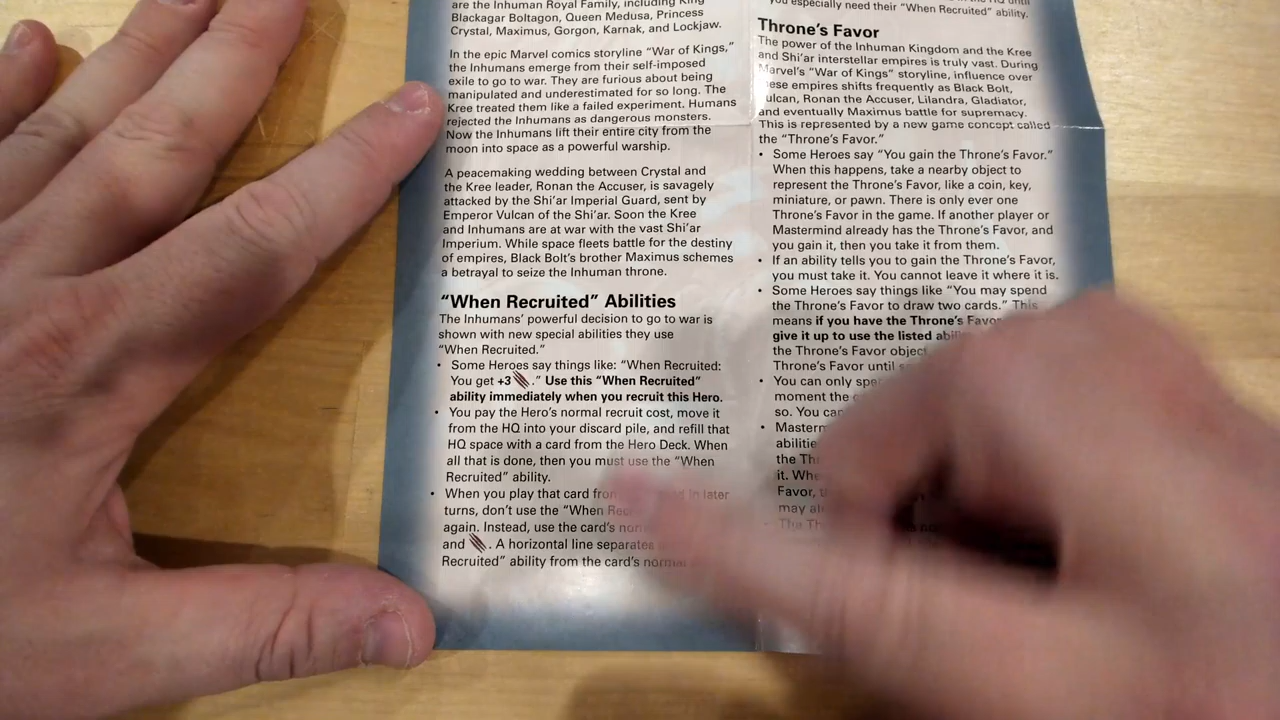 are the Inhuman Royal Family, including King
Blackagar Boltagon, Queen Medusa, Princess
Crystal, Maximus, Gorgon, Karnak, and Lockjaw.
In the epic Marvel comics storyline “War of Kings,”
the Inhumans emerge from their self-imposed
exile to go to war. They are furious about being
manipulated and underestimated for so long. The
Kree treated them like a failed experiment. Humans
rejected the Inhumans as dangerous monsters.
Now the Inhumans lift their entire city from the
moon into space as a powerful warship.
A peacemaking wedding between Crystal and
the Kree leader, Ronan the Accuser, is savagely
attacked by the Shi’ar Imperial Guard, sent by
Emperor Vulcan of the Shi’ar. Soon the Kree
and Inhumans are at war with the vast Shi’ar
Imperium. While space fleets battle for the destiny
of empires, Black Bolt’s brother Maximus schemes
a betrayal to seize the Inhuman throne.
“When Recruited” Abilities
The Inhumans’ powerful decision to go to war is
shown with new special abilities they use
“When Recruited.”
• Some Heroes say things like: “When Recruited:
You get +3 .” Use this “When Recruited”
ability immediately when you recruit this Hero.
• You pay the Hero’s normal recruit cost, move it
from the HQ into your discard pile, and refill that
HQ space with a card from the Hero Deck. When
all that is done, then you must use the “When
Recruited” ability.
• When you play that card from in later
turns, don’t use the “When
again. Instead, use the card’s
and . A horizontal line separates
Recruited” ability from the card’s normal
you especially need their “When Recruited” ability.
Throne’s Favor
The power of the Inhuman Kingdom and the Kree
and Shi’ar interstellar empires is truly vast. During
Marvel’s “War of Kings” storyline, influence over
these empires shifts frequently as Black Bolt,
Vulcan, Ronan the Accuser, Lilandra, Gladiator,
and eventually Maximus battle for supremacy.
This is represented by a new game concept called
the “Throne’s Favor.”
• Some Heroes say “You gain the Throne’s Favor.”
When this happens, take a nearby object to
represent the Throne’s Favor, like a coin, key,
miniature, or pawn. There is only ever one
Throne’s Favor in the game. If another player or
Mastermind already has the Throne’s Favor, and
you gain it, then you take it from them.
• If an ability tells you to gain the Throne’s Favor,
you must take it. You cannot leave it where it is.
• Some Heroes say things like “You may spend
the Throne’s Favor to draw two cards.” This
means if you have the Throne’s
give it up to use the listed
the Throne’s Favor object
Throne’s Favor until
• You can only
moment the
so. You
•
the
it.
Favor,
may
•